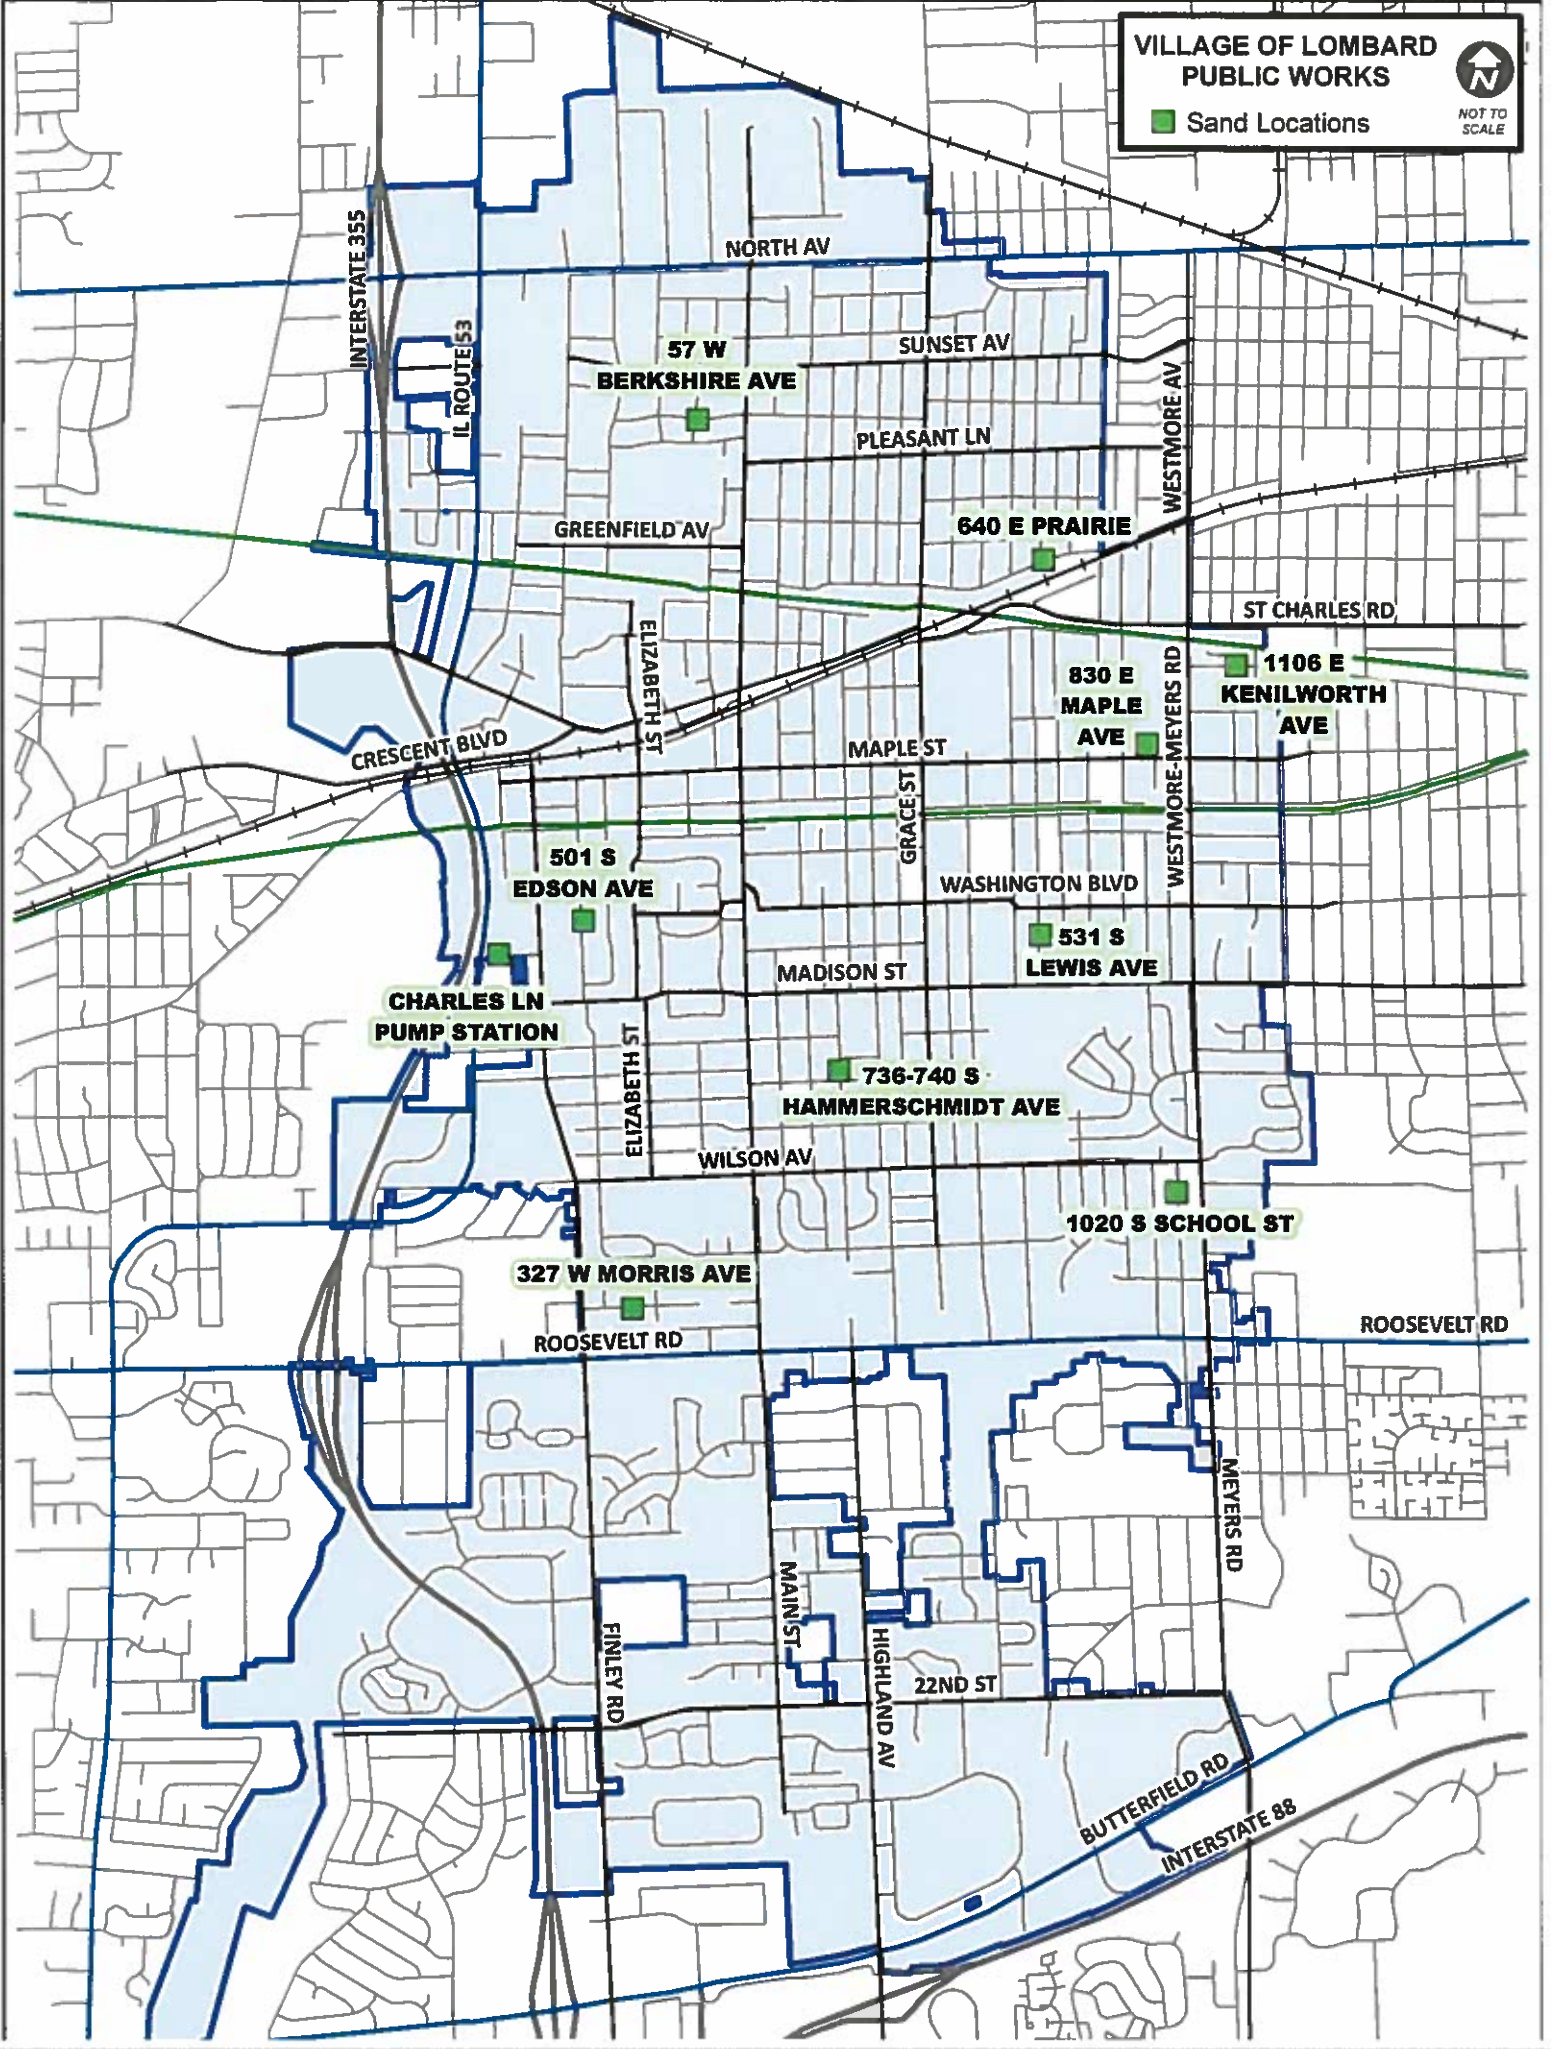 VILLAGE OF LOMBARD
PUBLIC WORKS
N
NOT TO
SCALE
Sand Locations
INTERSTATE 355
NORTH AV
IL ROUTE 53
57 W
BERKSHIRE AVE
SUNSET AV
WESTMORE AV
PLEASANT LN
GREENFIELD AV
640 E PRAIRIE
ST CHARLES RD
ELIZABETH ST
830 E
MAPLE
AVE
WESTMORE-MEYERS RD
1106 E
KENILWORTH
AVE
CRESCENT BLVD
MAPLE ST
GRACE ST
501 S
EDSON AVE
WASHINGTON BLVD
531 S
LEWIS AVE
MADISON ST
CHARLES LN
PUMP STATION
ELIZABETH ST
736-740 S
HAMMERSCHMIDT AVE
WILSON AV
1020 S SCHOOL ST
327 W MORRIS AVE
ROOSEVELT RD
ROOSEVELT RD
MEYERS RD
MAIN ST
FINLEY RD
HIGHLAND AV
22ND ST
BUTTERFIELD RD
INTERSTATE 88